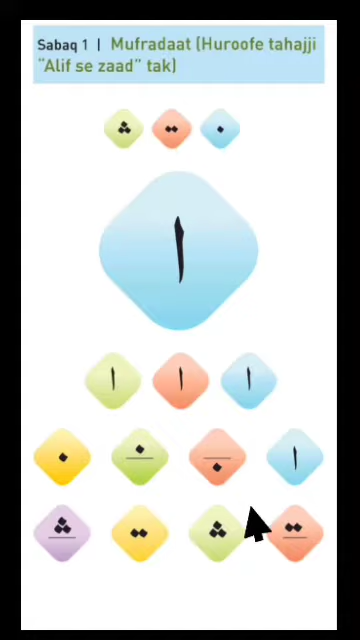 Sabaq 1 | Mufradaat (Huroofe tahajji
“Alif se zaad” tak)
ا
ا ا ا
ا